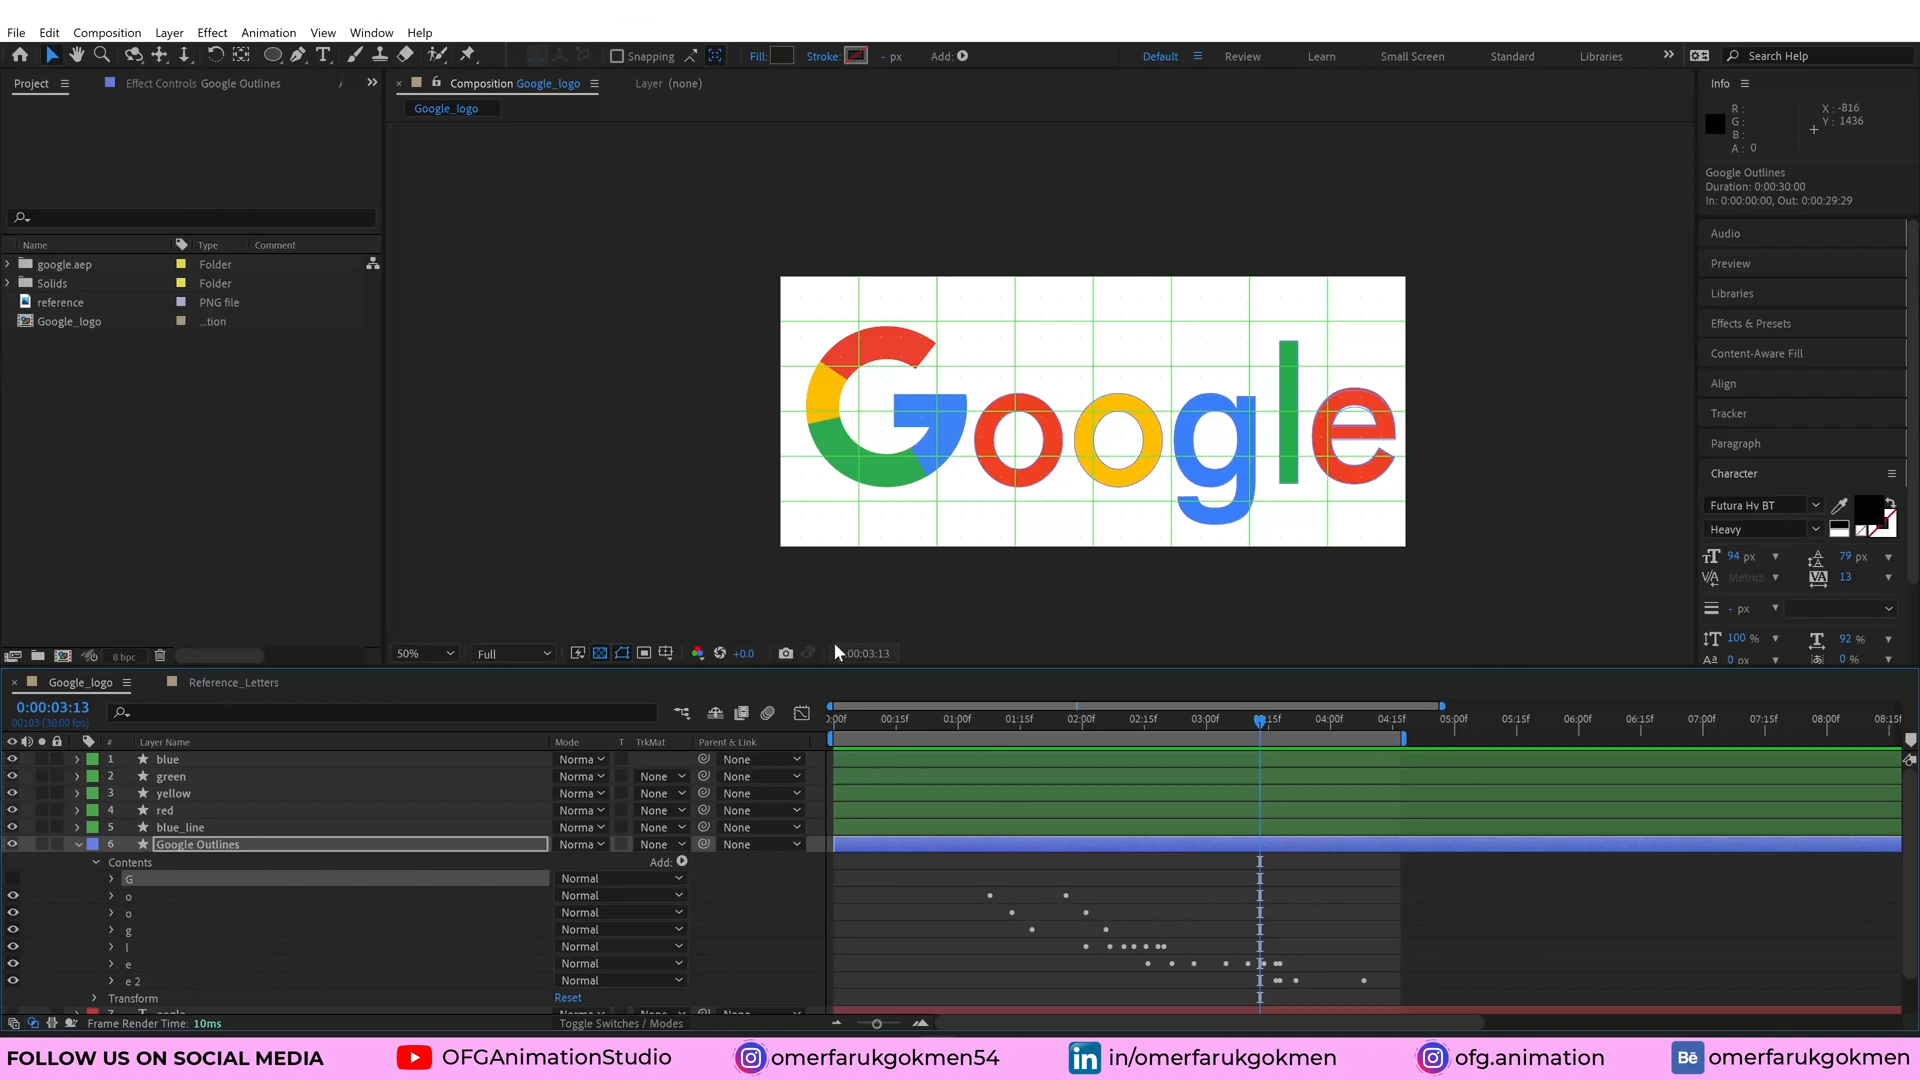 File Edit Composition Layer Effect Animation View Window Help
Snapping Fill: Stroke: - px Add: Default Review Learn Small Screen Standard Libraries Search Help
Project Effect Controls Google Outlines
Composition Google_logo Layer (none)
Google_logo
Info
R :
G :
B :
A : 0
X : -816
Y : 1436
Google Outlines
Duration: 0:00:30:00
In: 0:00:00:00, Out: 0:00:29:29
Name Type Comment
google.aep Folder
Solids Folder
reference PNG file
Google_logo ...tion
Google
Audio
Preview
Libraries
Effects & Presets
Content-Aware Fill
Align
Tracker
Paragraph
Character
Futura Hv BT
Heavy
94 px 79 px
Metrics 13
- px
100 % 92 %
0 px 0 %
8 bpc
50% Full +0.0 :00:03:13
Google_logo Reference_Letters
0:00:03:13
00103 (30.00 fps)
:00f 00:15f 01:00f 01:15f 02:00f 02:15f 03:00f 15f 04:00f 04:15f 05:00f 05:15f 06:00f 06:15f 07:00f 07:15f 08:00f 08:15f
# Layer Name Mode T TrkMat Parent & Link
1 blue Norma None
2 green Norma None None
3 yellow Norma None None
4 red Norma None None
5 blue_line Norma None None
6 Google Outlines Norma None None
Contents Add:
G Normal
o Normal
o Normal
g Normal
l Normal
e Normal
e 2 Normal
Transform Reset
Frame Render Time: 10ms Toggle Switches / Modes
FOLLOW US ON SOCIAL MEDIA OFGAnimationStudio omerfarukgokmen54 in/omerfarukgokmen ofg.animation Bē omerfarukgokmen